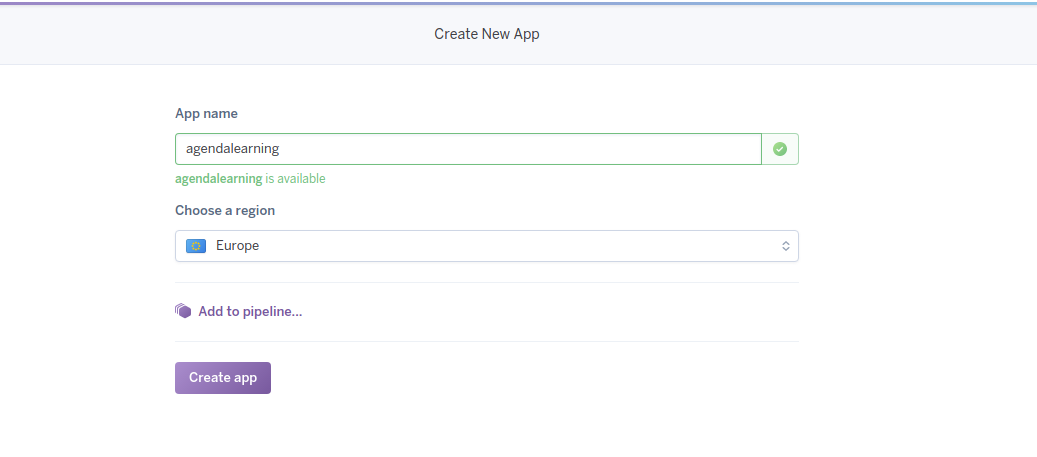 Create New App
App name
agendalearning
agendalearning is available
Choose a region
Europe
Add to pipeline...
Create app